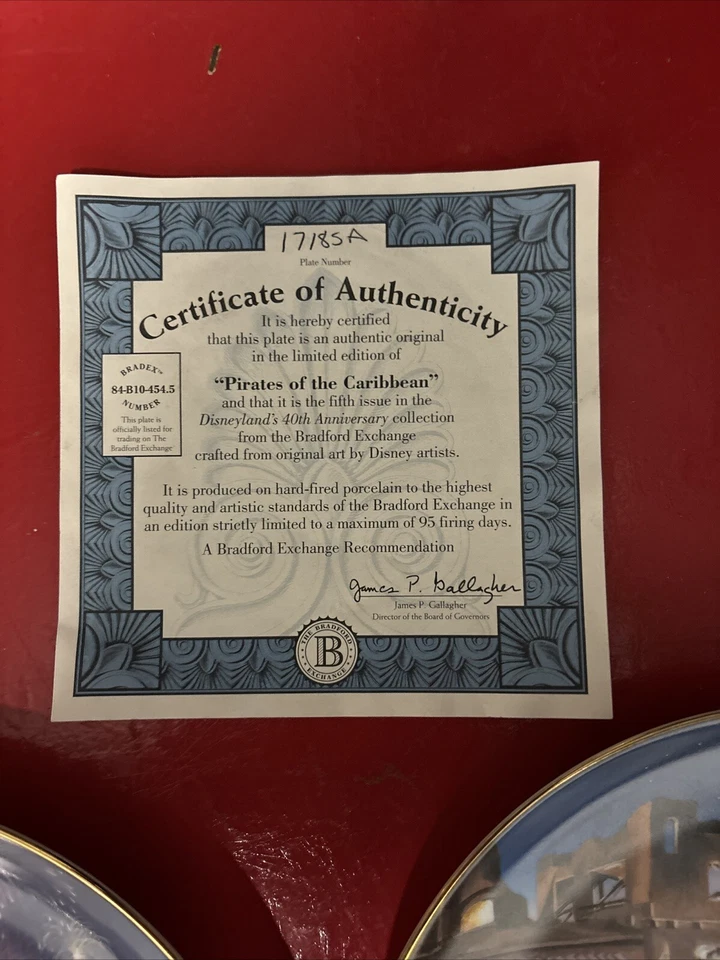 17185A
Plate Number
Certificate of Authenticity
It is hereby certified
that this plate is an authentic original
in the limited edition of
"Pirates of the Caribbean"
and that it is the fifth issue in the
Disneyland's 40th Anniversary collection
from the Bradford Exchange
crafted from original art by Disney artists.
BRADEX™
84-B10-454.5
NUMBER
This plate is
officially listed for
trading on The
Bradford Exchange
It is produced on hard-fired porcelain to the highest
quality and artistic standards of the Bradford Exchange in
an edition strictly limited to a maximum of 95 firing days.
A Bradford Exchange Recommendation
James P. Gallagher
James P. Gallagher
Director of the Board of Governors
THE BRADFORD
B
EXCHANGE